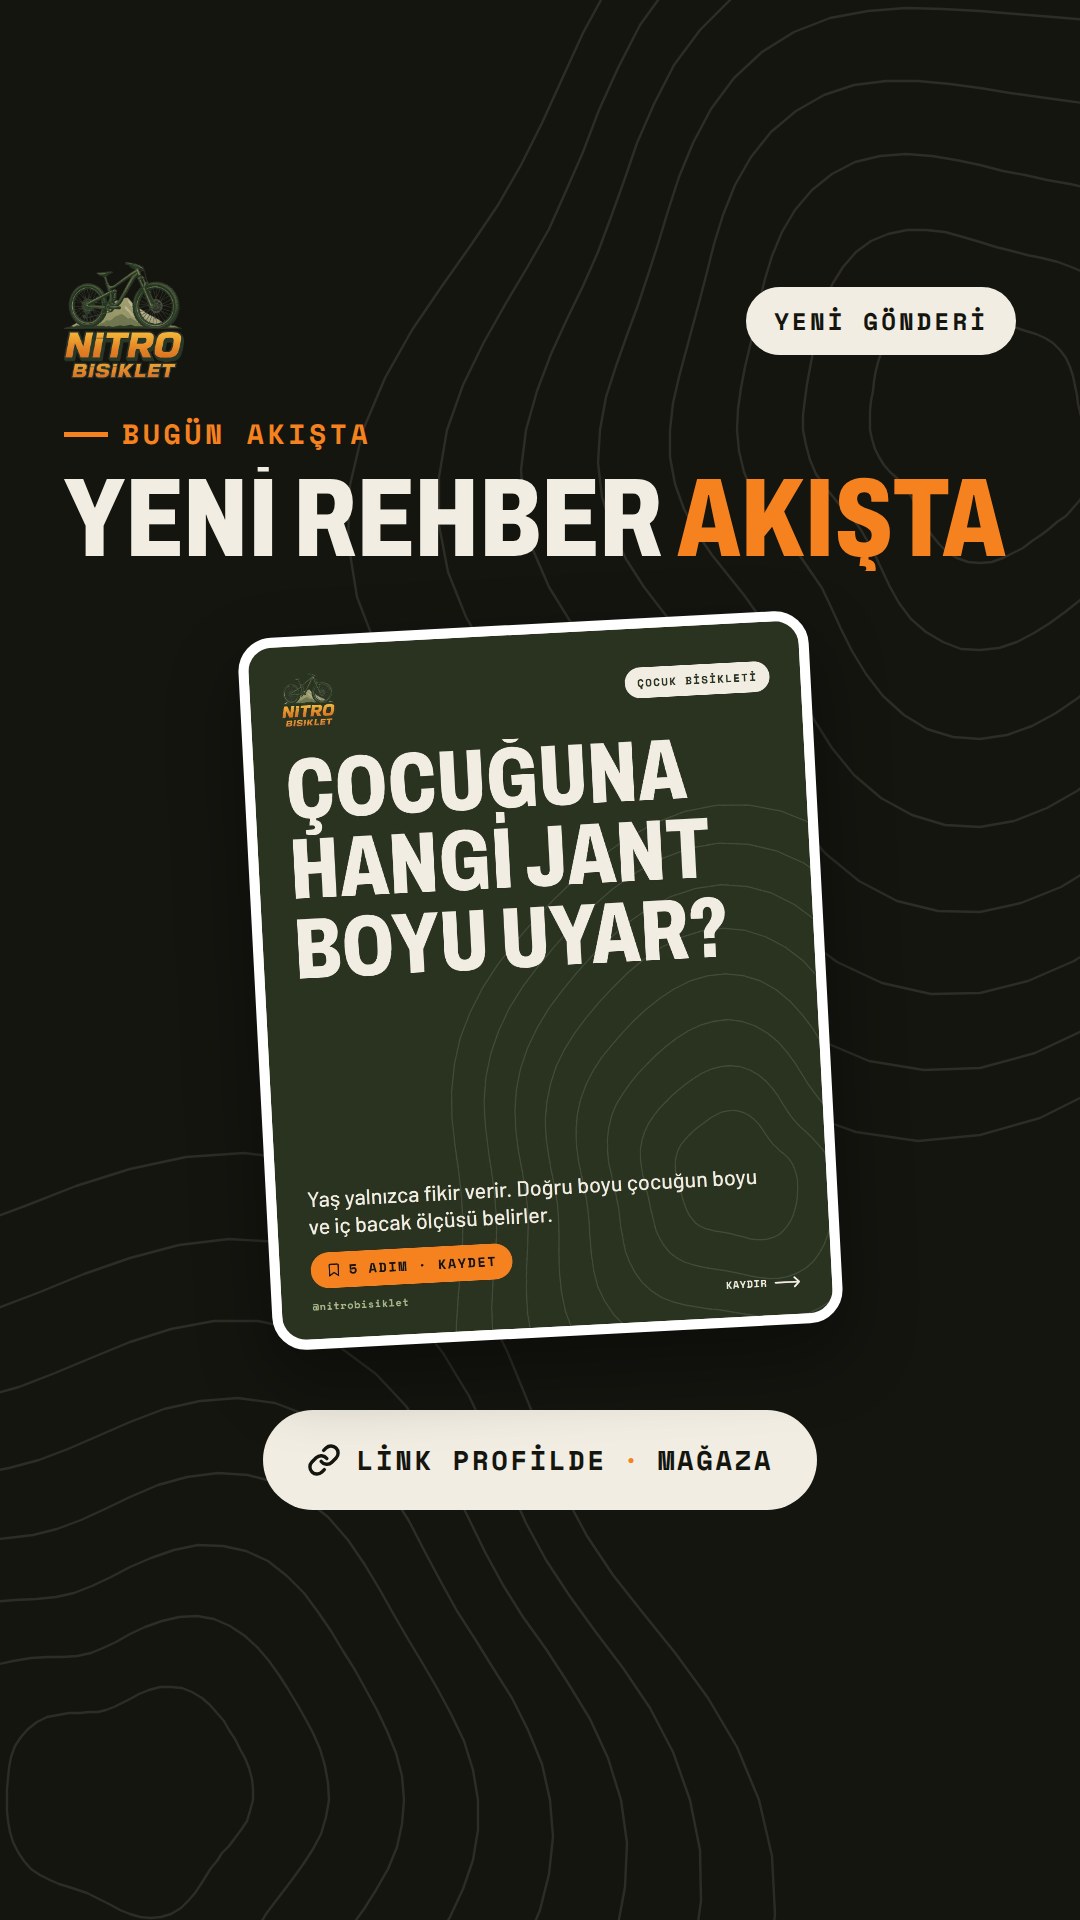 NiTRO
BiSiKLET
YENİ GÖNDERİ
BUGÜN AKIŞTA
YENİ REHBER AKIŞTA
NiTRO
BiSiKLET
ÇOCUK BİSİKLETİ
ÇOCUĞUNA
HANGİ JANT
BOYU UYAR?
Yaş yalnızca fikir verir. Doğru boyu çocuğun boyu
ve iç bacak ölçüsü belirler.
5 ADIM · KAYDET
@nitrobisiklet
KAYDIR
LİNK PROFİLDE · MAĞAZA